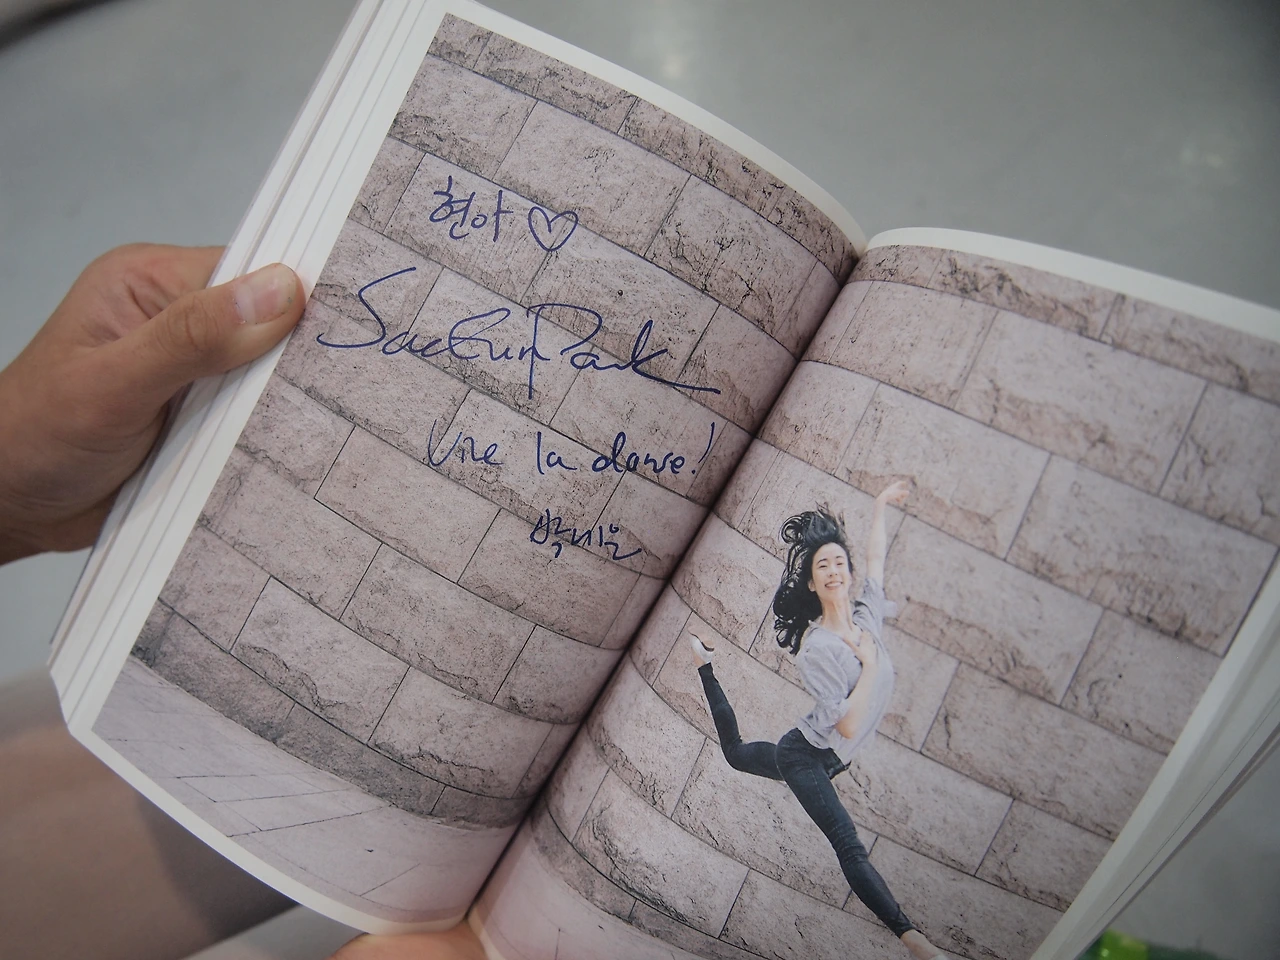 현아 ♡
SaeEun Park
Vive la danse!
박세은